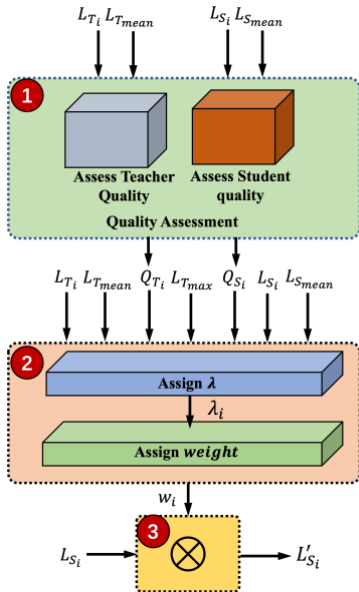 L_{T_i} L_{T_{mean}} L_{S_i} L_{S_{mean}}
1
Assess Teacher Quality
Assess Student quality
Quality Assessment
L_{T_i} L_{T_{mean}} Q_{T_i} L_{T_{max}} Q_{S_i} L_{S_i} L_{S_{mean}}
2
Assign λ
λ_i
Assign weight
w_i
3
L_{S_i} ⊗ L'_{S_i}